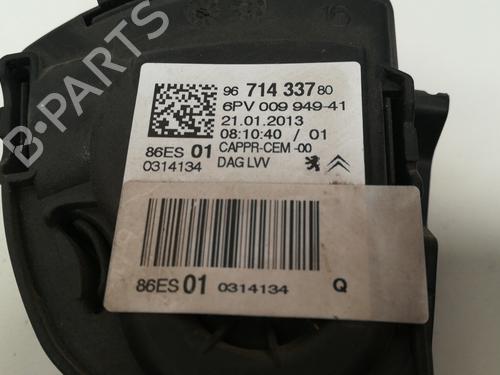 96 714 337 80
6PV 009 949-41
21.01.2013
08:10:40 / 01
86ES 01 CAPPR-CEM -00
0314134 DAG LVV
86ES 01 0314134 Q
B-PARTS